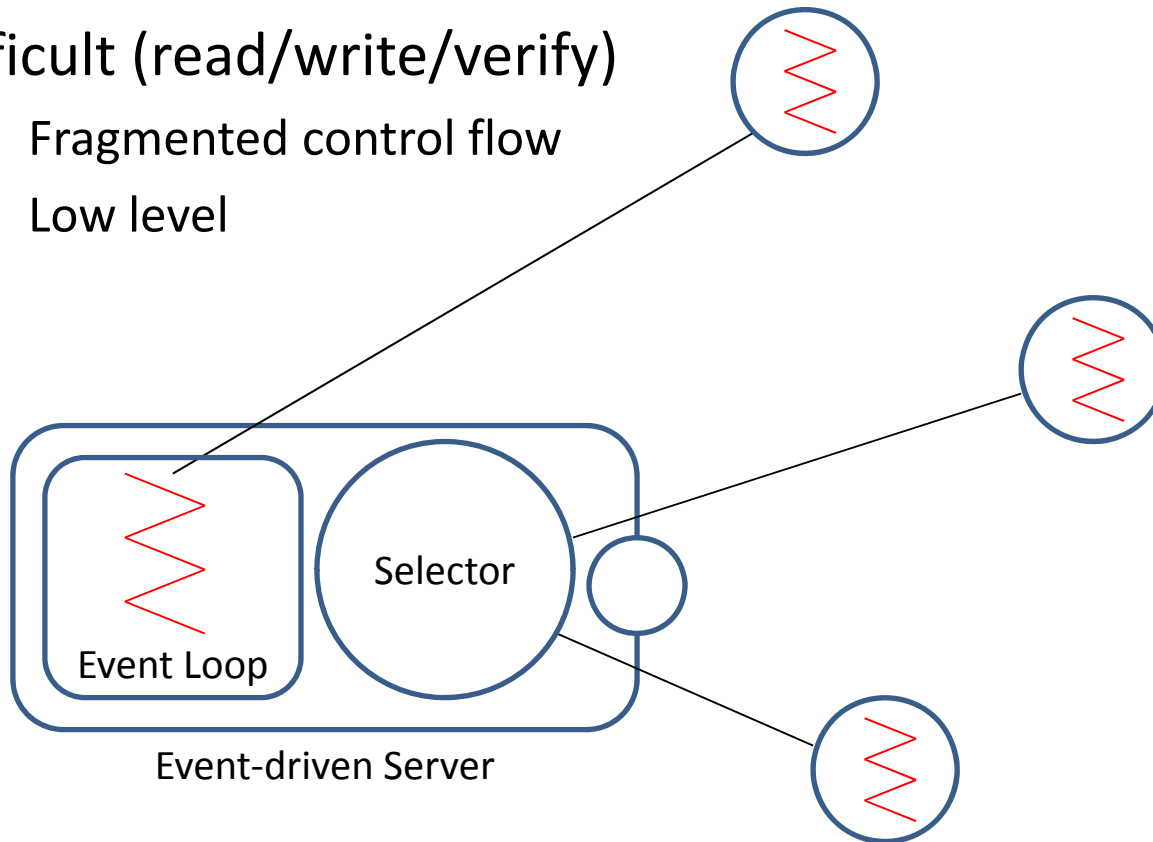 ficult (read/write/verify)
Fragmented control flow
Low level
Selector
Event Loop
Event-driven Server